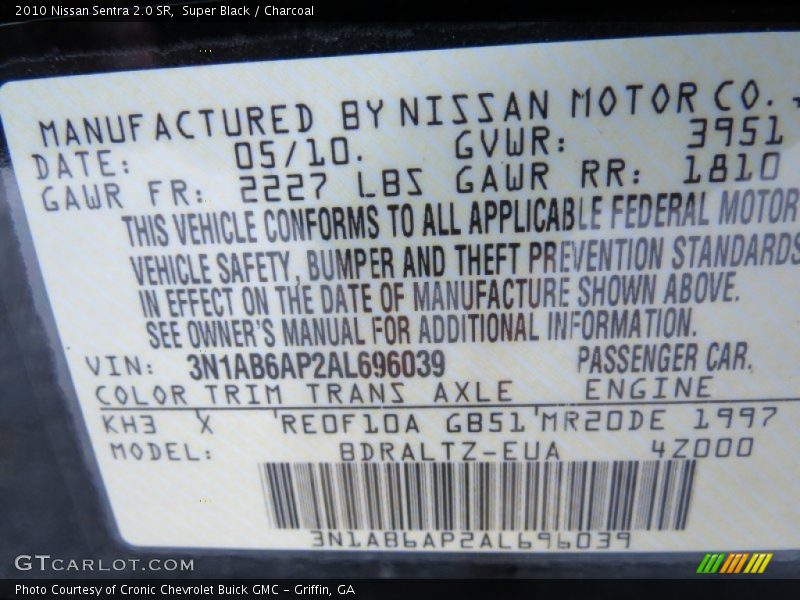 2010 Nissan Sentra 2.0 SR,  Super Black / Charcoal
MANUFACTURED BY NISSAN MOTOR CO.
DATE: 05/10. GVWR: 3951
GAWR FR: 2227 LBS GAWR RR: 1810
THIS VEHICLE CONFORMS TO ALL APPLICABLE FEDERAL MOTOR
VEHICLE SAFETY, BUMPER AND THEFT PREVENTION STANDARDS
IN EFFECT ON THE DATE OF MANUFACTURE SHOWN ABOVE.
SEE OWNER'S MANUAL FOR ADDITIONAL INFORMATION.
VIN: 3N1AB6AP2AL696039 PASSENGER CAR.
COLOR TRIM TRANS AXLE ENGINE
KH3 X 'RE0F10A GB51'MR20DE 1997
MODEL: BDRALTZ-EUA 4Z000
3N1AB6AP2AL696039
GTCARLOT.COM
Photo Courtesy of Cronic Chevrolet Buick GMC - Griffin, GA